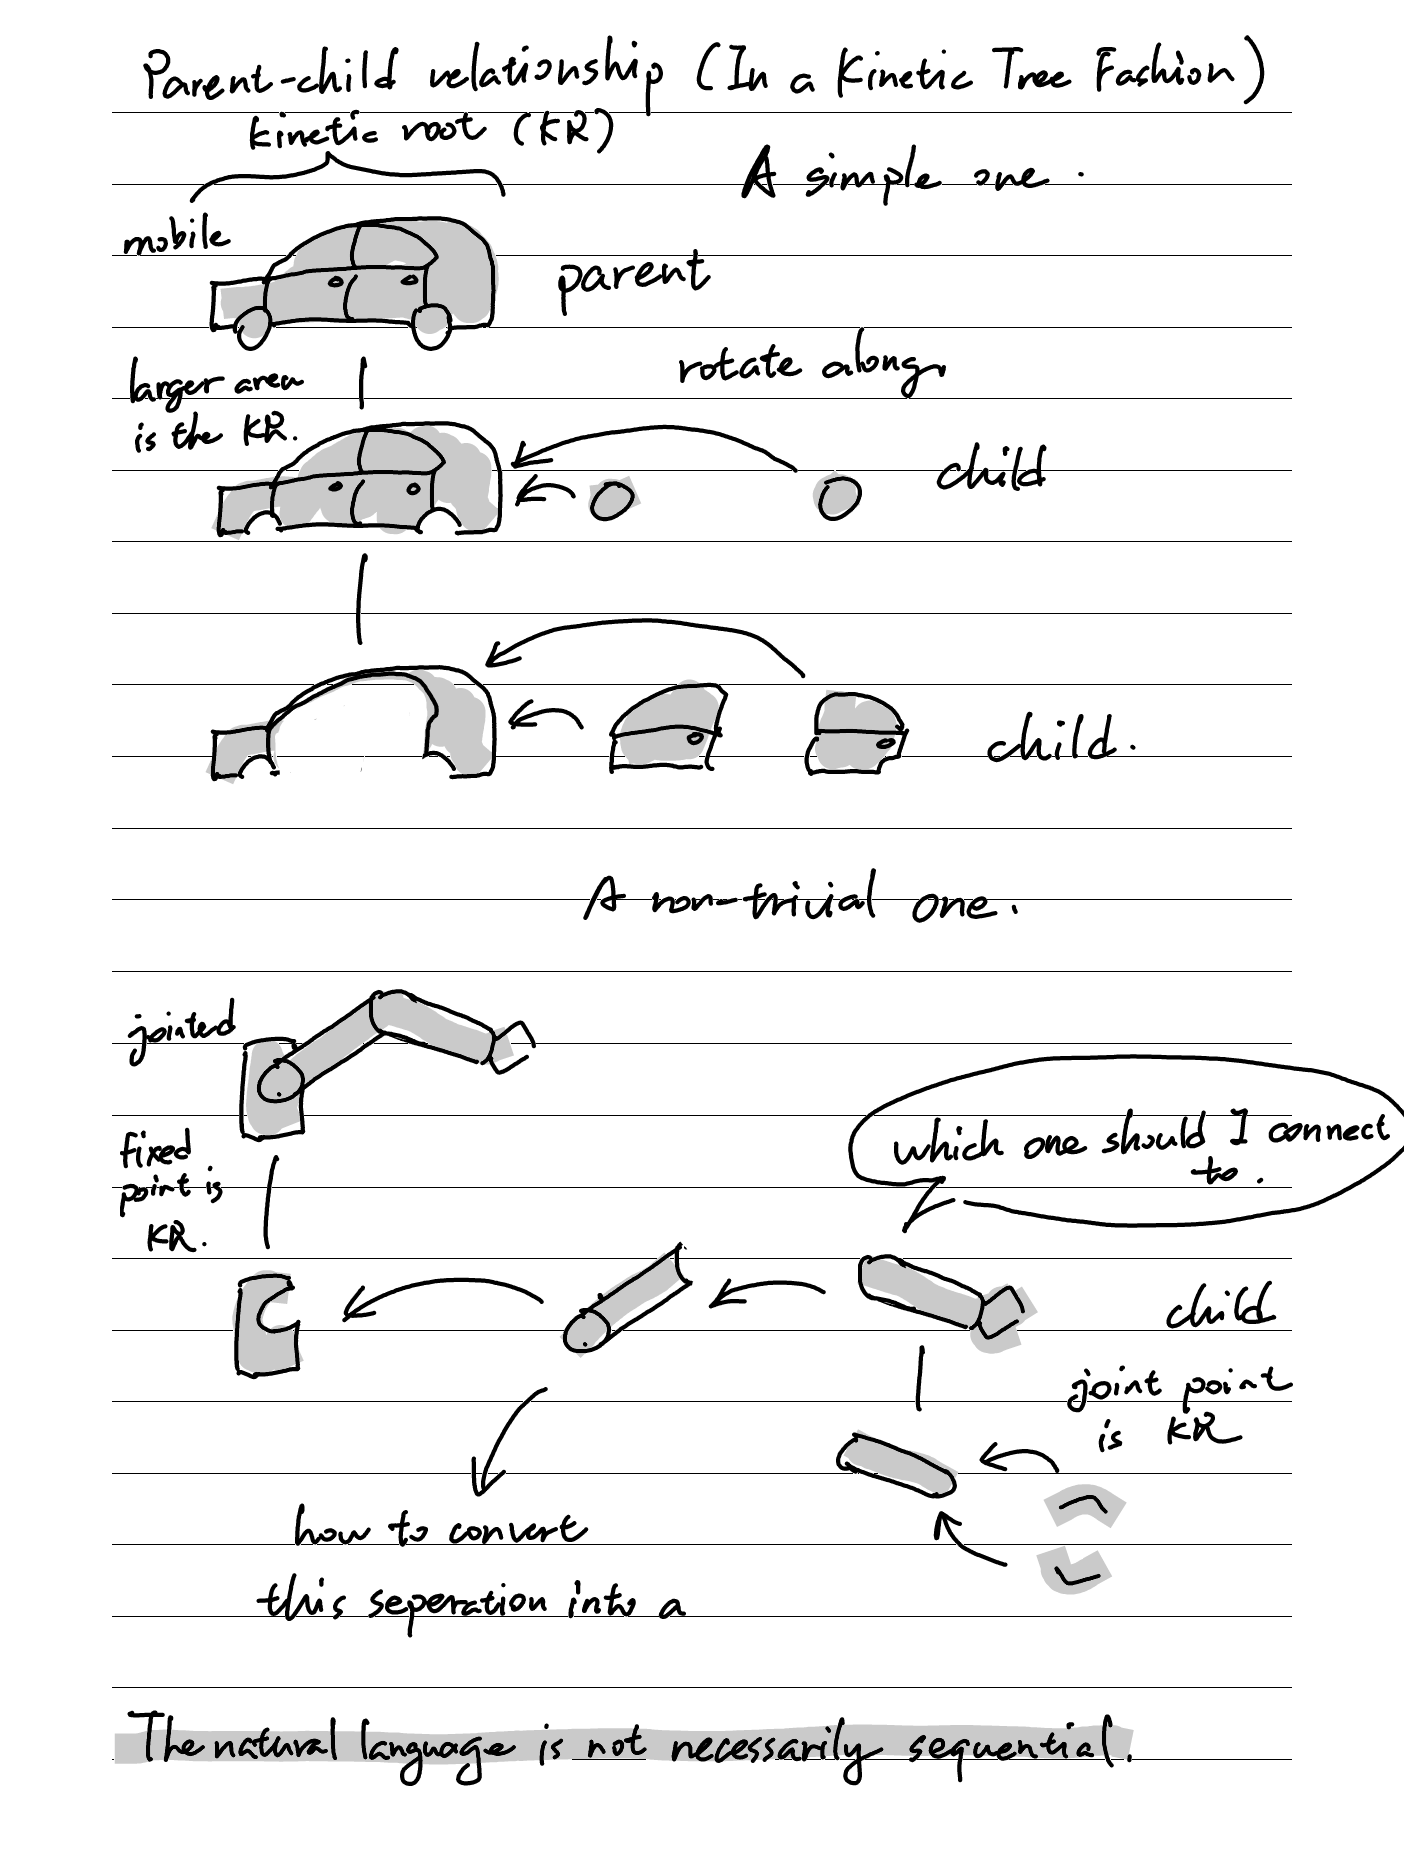 Parent-child relationship (In a Kinetic Tree Fashion)
kinetic root (KR)
A simple one.
mobile
parent
rotate along,
larger area
is the KR.
child
child.
A non-trivial one.
jointed
which one should I connect
to.
fixed
point is
KR.
child
joint point
is KR
how to convert
this seperation into a
The natural language is not necessarily sequential.